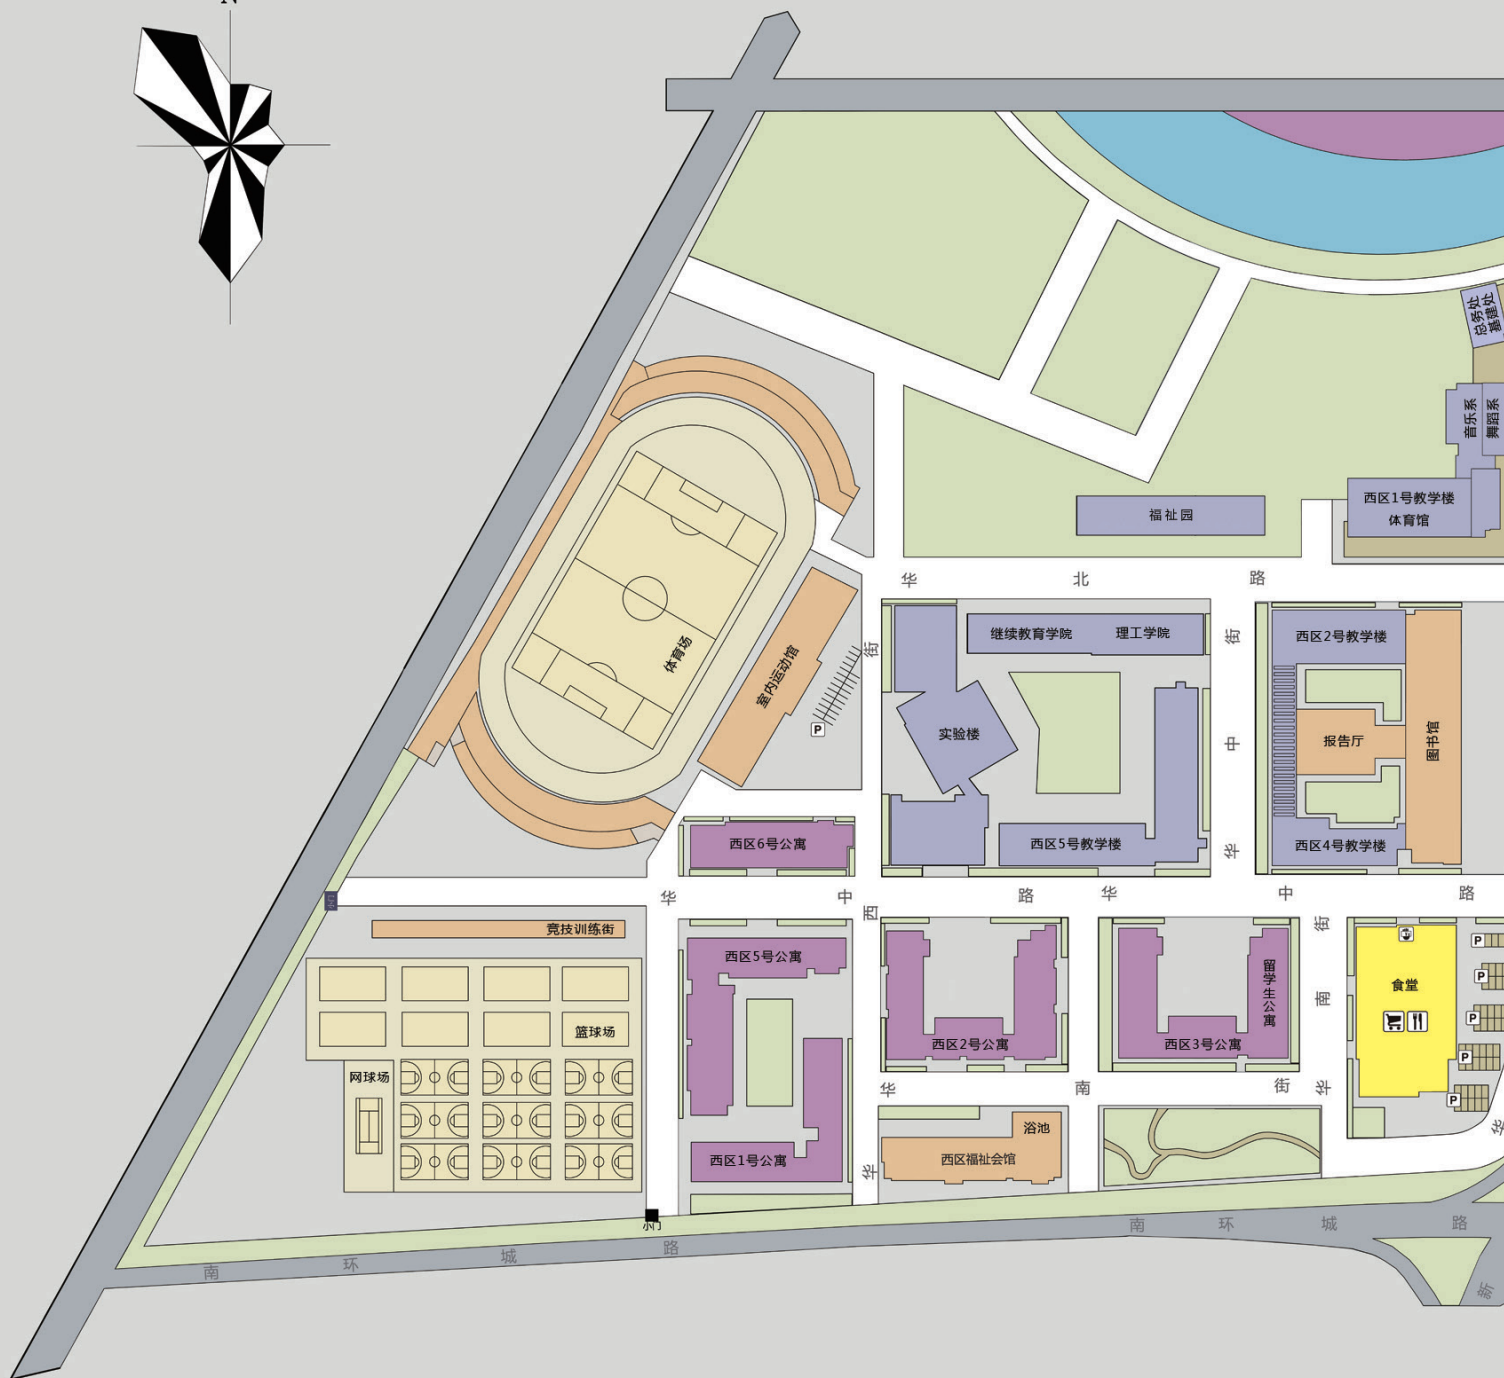 N
总务处
基建处
音乐系
舞蹈系
西区1号教学楼
体育馆
福祉园
华北路
继续教育学院
理工学院
街
街
西区2号教学楼
体育场
室内运动馆
P
实验楼
中
报告厅
图书馆
西区6号公寓
西区5号教学楼
华
西区4号教学楼
华中路
华中路
西
竞技训练街
街
西区5号公寓
留学生公寓
食堂
P
P
P
P
P
南
篮球场
西区2号公寓
西区3号公寓
网球场
华南街
华
浴池
华
西区1号公寓
西区福祉会馆
华
小门
南环城路
南环城路
新